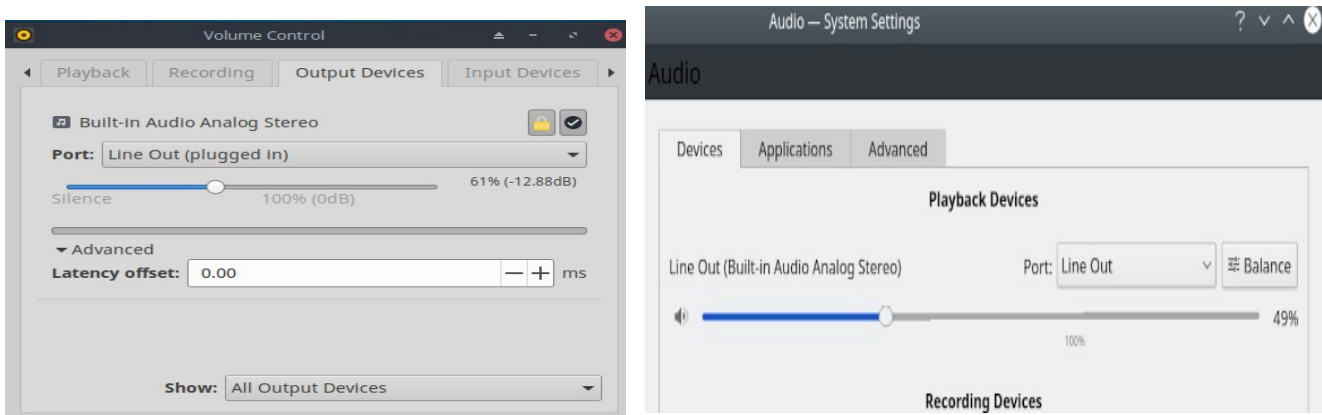 Volume Control
Playback Recording Output Devices Input Devices
Built-in Audio Analog Stereo
Port: Line Out (plugged in)
61% (-12.88dB)
Silence 100% (0dB)
Advanced
Latency offset: 0.00 ms
Show: All Output Devices
Audio — System Settings
Audio
Devices Applications Advanced
Playback Devices
Line Out (Built-in Audio Analog Stereo) Port: Line Out Balance
49%
100%
Recording Devices